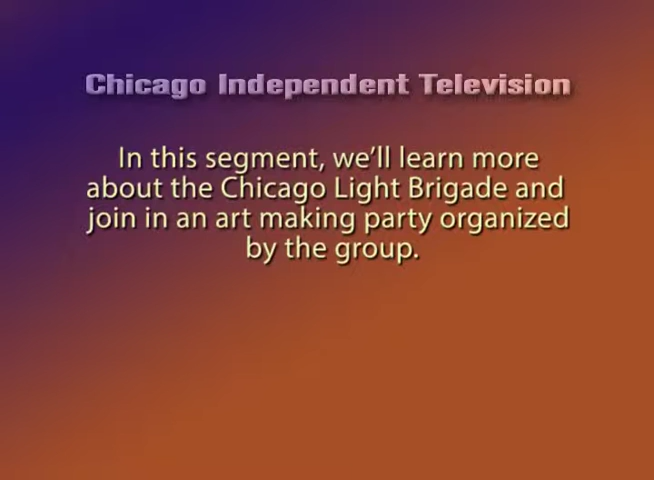 Chicago Independent Television
In this segment, we’ll learn more
about the Chicago Light Brigade and
join in an art making party organized
by the group.